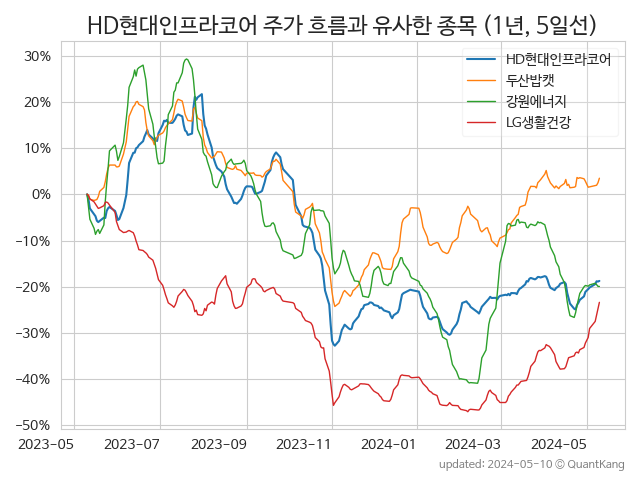 HD현대인프라코어 주가 흐름과 유사한 종목 (1년, 5일선)
HD현대인프라코어
두산밥캣
강원에너지
LG생활건강
30%
20%
10%
0%
−10%
−20%
−30%
−40%
−50%
2023-05
2023-07
2023-09
2023-11
2024-01
2024-03
2024-05
updated: 2024-05-10 © QuantKang